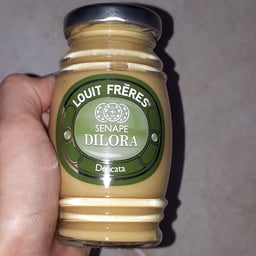 LOUIT FRÈRES
SENAPE
DILORA
Delicata